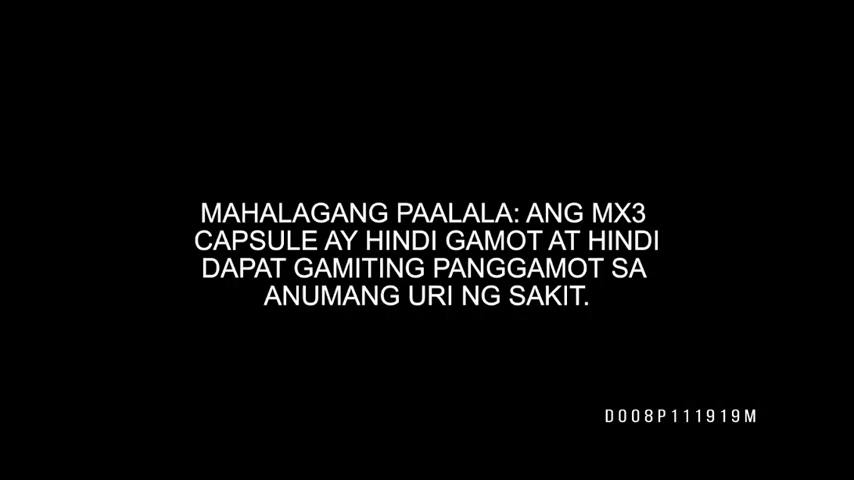 MAHALAGANG PAALALA: ANG MX3
CAPSULE AY HINDI GAMOT AT HINDI
DAPAT GAMITING PANGGAMOT SA
ANUMANG URI NG SAKIT.
D008P111919M